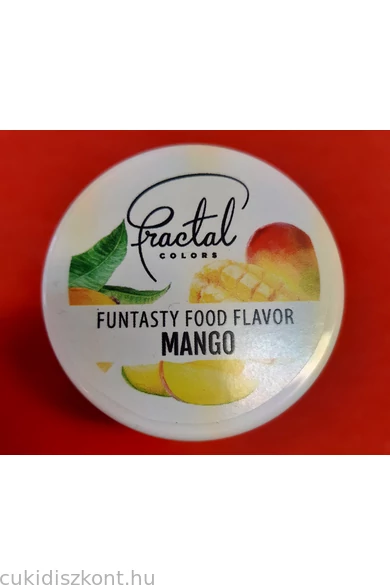 Fractal
COLORS
FUNTASTY FOOD FLAVOR
MANGO
cukidiszkont.hu